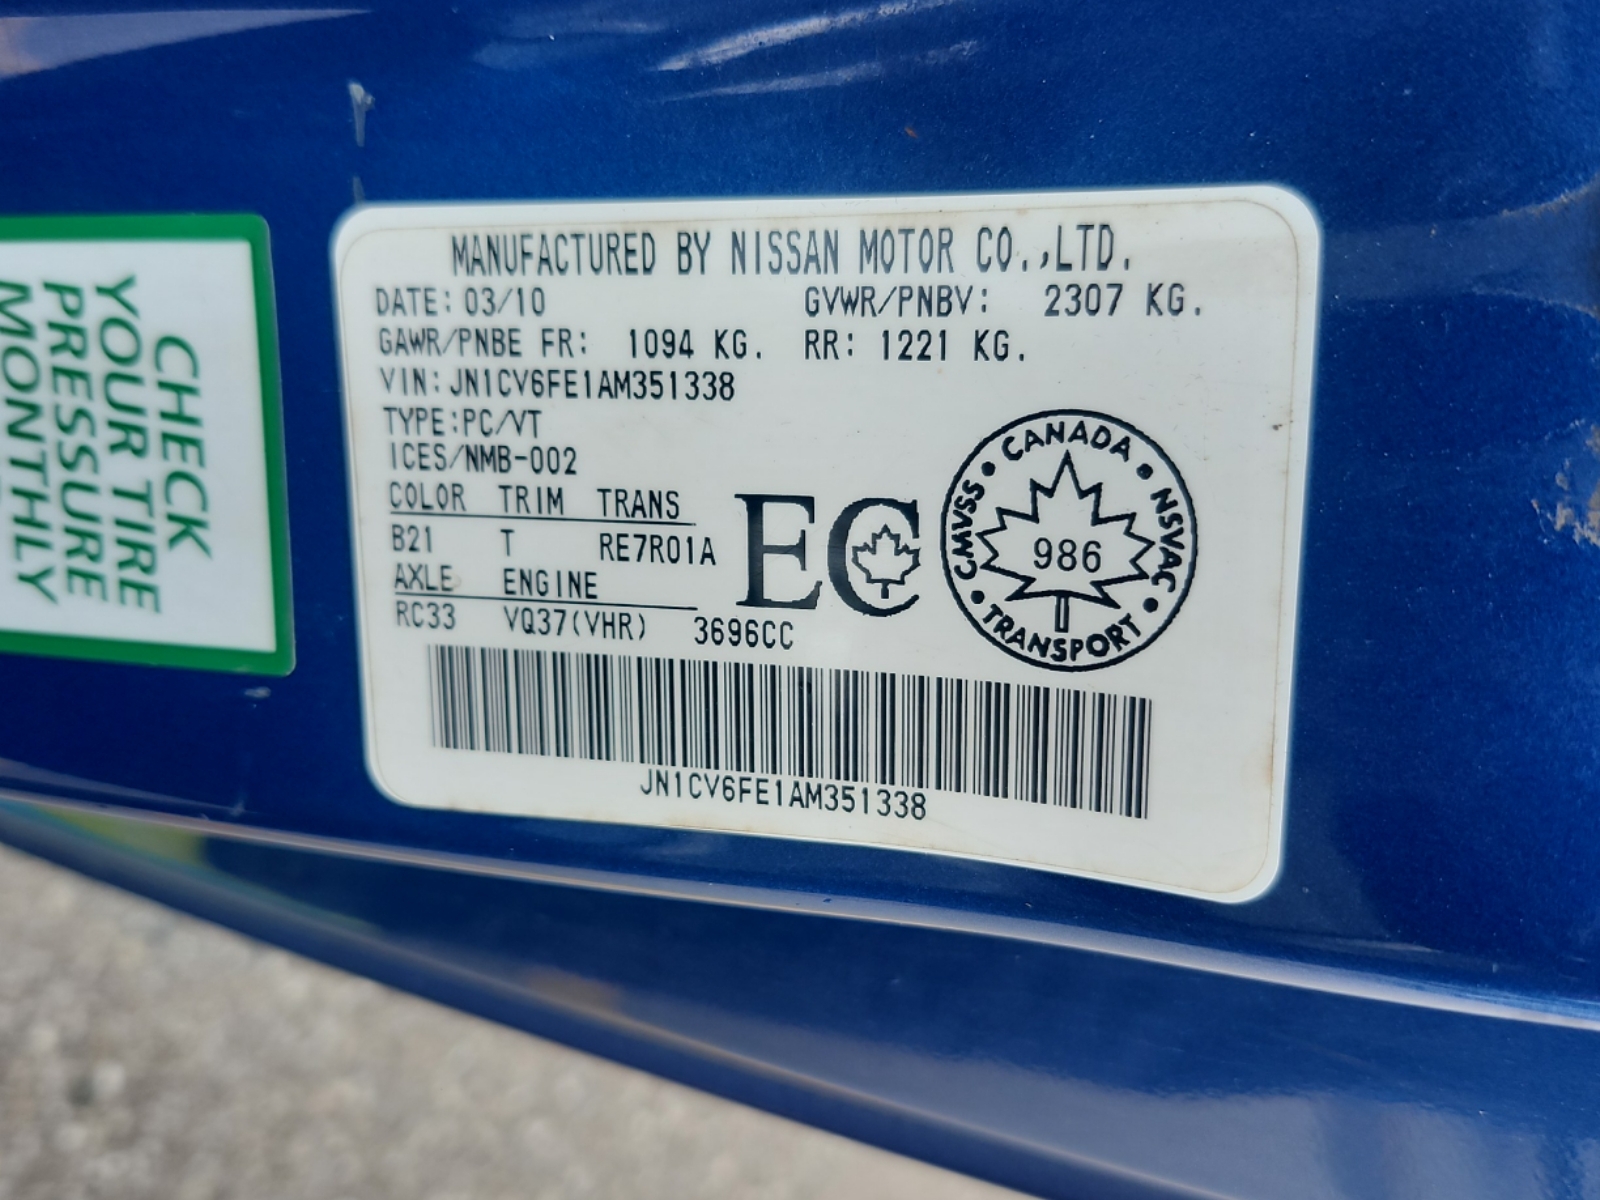 CHECK
YOUR TIRE
PRESSURE
MONTHLY
MANUFACTURED BY NISSAN MOTOR CO.,LTD.
DATE: 03/10 GVWR/PNBV: 2307 KG.
GAWR/PNBE FR: 1094 KG. RR: 1221 KG.
VIN: JN1CV6FE1AM351338
TYPE:PC/VT
ICES/NMB-002
COLOR TRIM TRANS
B21 T RE7R01A
AXLE ENGINE
RC33 VQ37(VHR) 3696CC
EC
CANADA
CMVSS • 986 • NSVAC
TRANSPORT
JN1CV6FE1AM351338